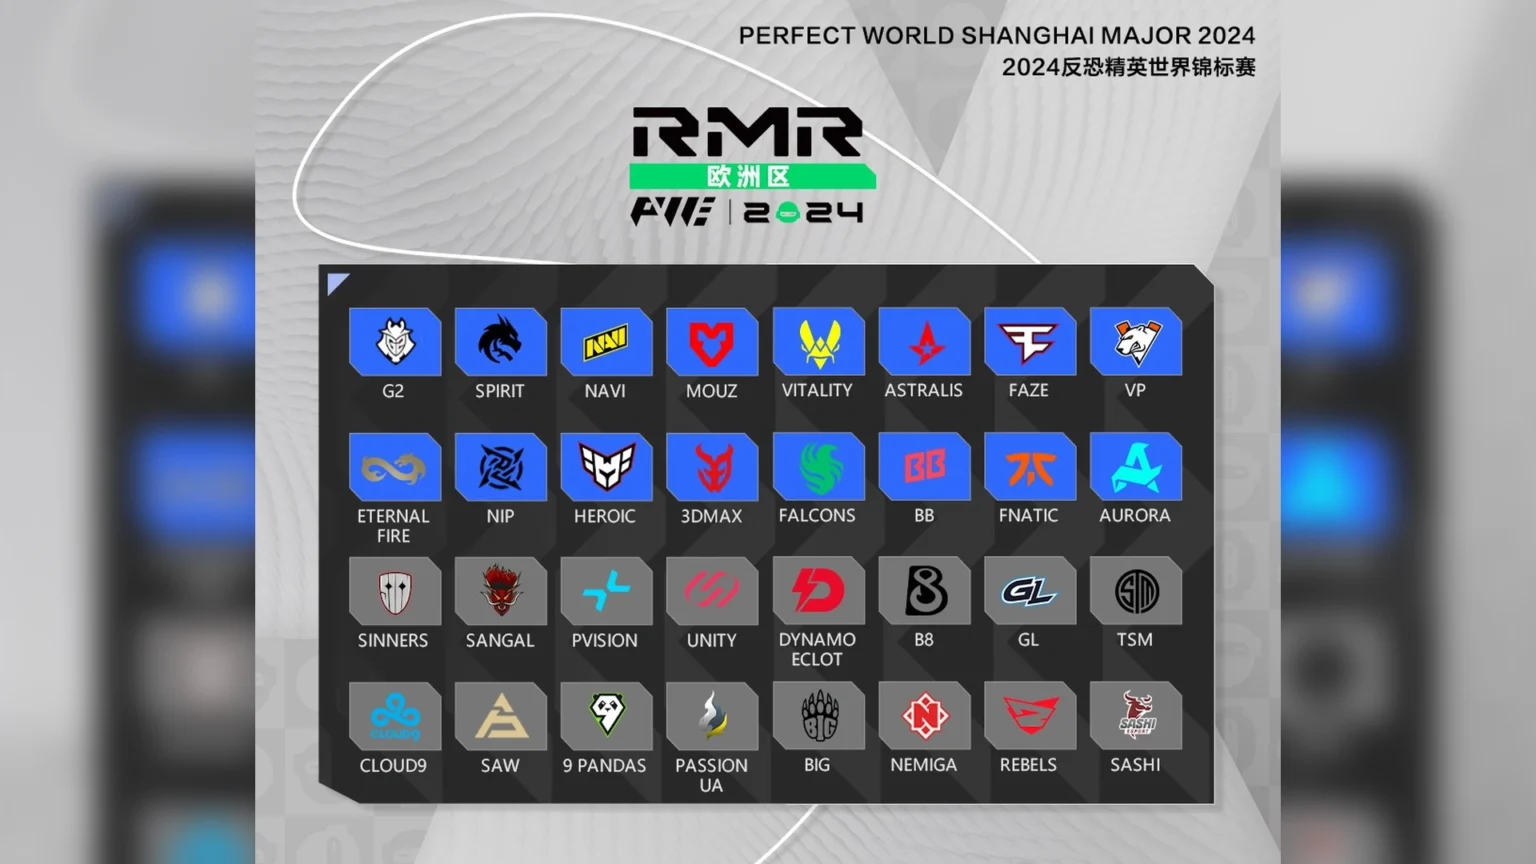 PERFECT WORLD SHANGHAI MAJOR 2024
2024反恐精英世界锦标赛
RMR
欧洲区
PWE | 2024
G2 SPIRIT NAVI MOUZ VITALITY ASTRALIS FAZE VP
ETERNAL FIRE NIP HEROIC 3DMAX FALCONS BB FNATIC AURORA
SINNERS SANGAL PVISION UNITY DYNAMO ECLOT B8 GL TSM
CLOUD9 SAW 9 PANDAS PASSION UA BIG NEMIGA REBELS SASHI